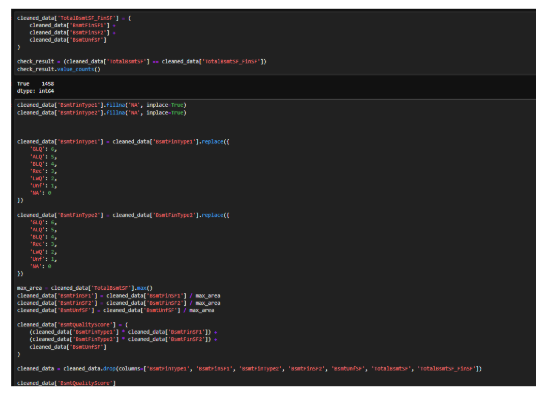 cleaned_data['TotalBsmtSF_FinSF'] = (
cleaned_data['BsmtFinSF1'] +
cleaned_data['BsmtFinSF2'] +
cleaned_data['BsmtUnfSF']
)
check_result = (cleaned_data['TotalBsmtSF'] == cleaned_data['TotalBsmtSF_FinSF'])
check_result.value_counts()
True 1458
dtype: int64
cleaned_data['BsmtFinType1'].fillna('NA', inplace=True)
cleaned_data['BsmtFinType2'].fillna('NA', inplace=True)
cleaned_data['BsmtFinType1'] = cleaned_data['BsmtFinType1'].replace({
'GLQ': 6,
'ALQ': 5,
'BLQ': 4,
'Rec': 3,
'LwQ': 2,
'Unf': 1,
'NA': 0
})
cleaned_data['BsmtFinType2'] = cleaned_data['BsmtFinType2'].replace({
'GLQ': 6,
'ALQ': 5,
'BLQ': 4,
'Rec': 3,
'LwQ': 2,
'Unf': 1,
'NA': 0
})
max_area = cleaned_data['TotalBsmtSF'].max()
cleaned_data['BsmtFinSF1'] = cleaned_data['BsmtFinSF1'] / max_area
cleaned_data['BsmtFinSF2'] = cleaned_data['BsmtFinSF2'] / max_area
cleaned_data['BsmtUnfSF'] = cleaned_data['BsmtUnfSF'] / max_area
cleaned_data['BsmtQualityScore'] = (
(cleaned_data['BsmtFinType1'] * cleaned_data['BsmtFinSF1']) +
(cleaned_data['BsmtFinType2'] * cleaned_data['BsmtFinSF2']) +
cleaned_data['BsmtUnfSF']
)
cleaned_data = cleaned_data.drop(columns=['BsmtFinType1', 'BsmtFinSF1', 'BsmtFinType2', 'BsmtFinSF2', 'BsmtUnfSF', 'TotalBsmtSF', 'TotalBsmtSF_FinSF'])
cleaned_data['BsmtQualityScore']